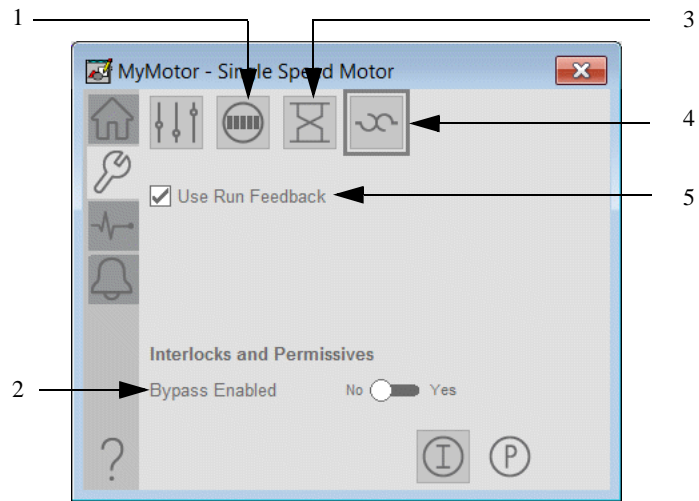 1
3
MyMotor - Single Speed Motor
4
Use Run Feedback
5
Interlocks and Permissives
2
Bypass Enabled No Yes
?
I P